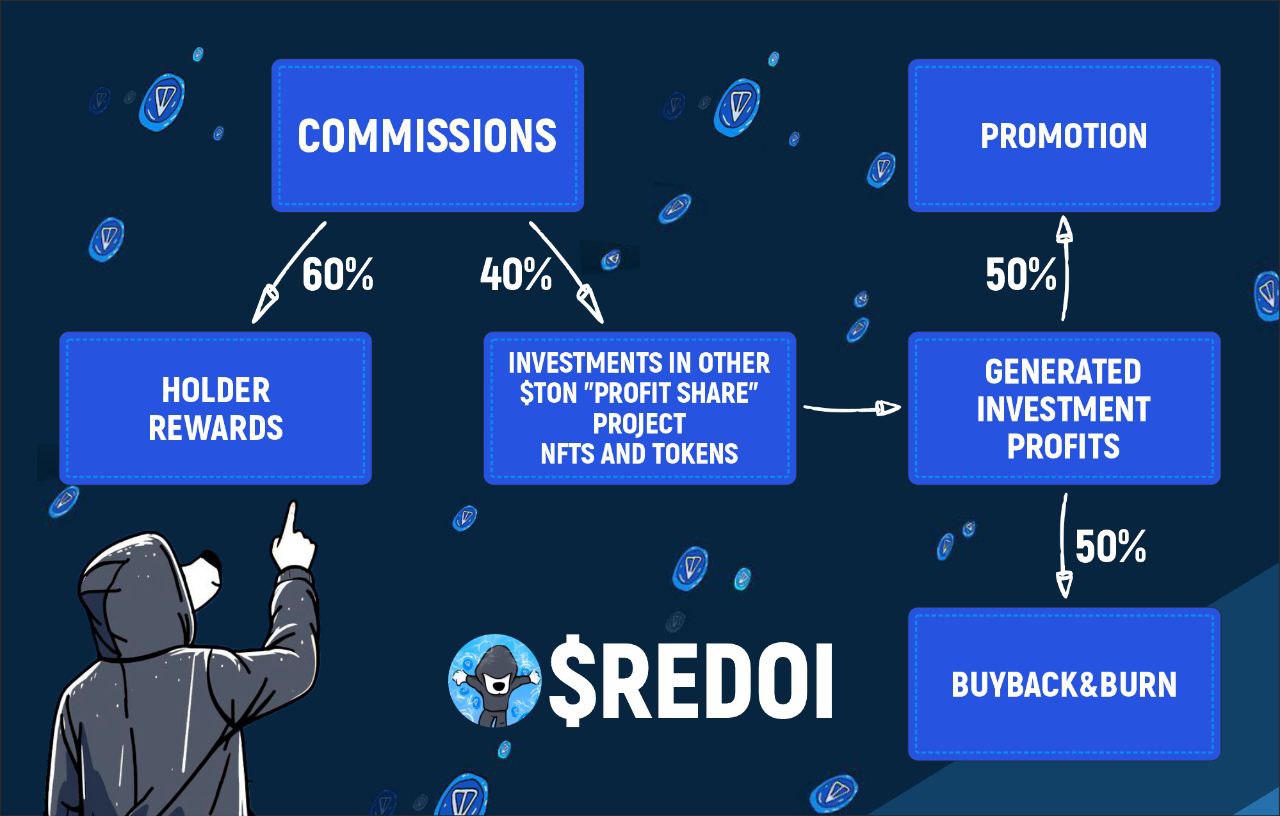 COMMISSIONS
PROMOTION
60%
40%
50%
HOLDER
REWARDS
INVESTMENTS IN OTHER
$TON "PROFIT SHARE"
PROJECT
NFTS AND TOKENS
GENERATED
INVESTMENT
PROFITS
50%
$REDOI
BUYBACK&BURN